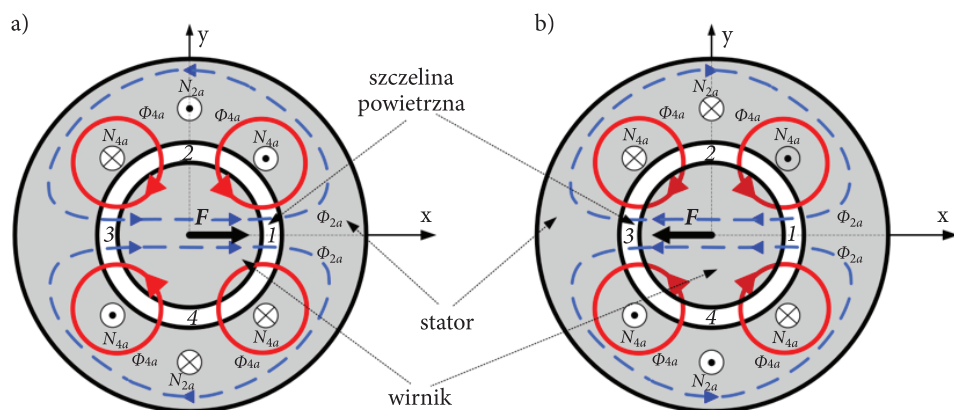 a)
y
N2a
Φ4a
Φ4a
N4a
N4a
2
F
3
1
x
Φ2a
Φ2a
4
N4a
N4a
Φ4a
Φ4a
N2a
szczelina
powietrzna
stator
wirnik
b)
y
N2a
Φ4a
Φ4a
N4a
N4a
2
F
3
1
x
Φ2a
Φ2a
4
N4a
N4a
Φ4a
Φ4a
N2a